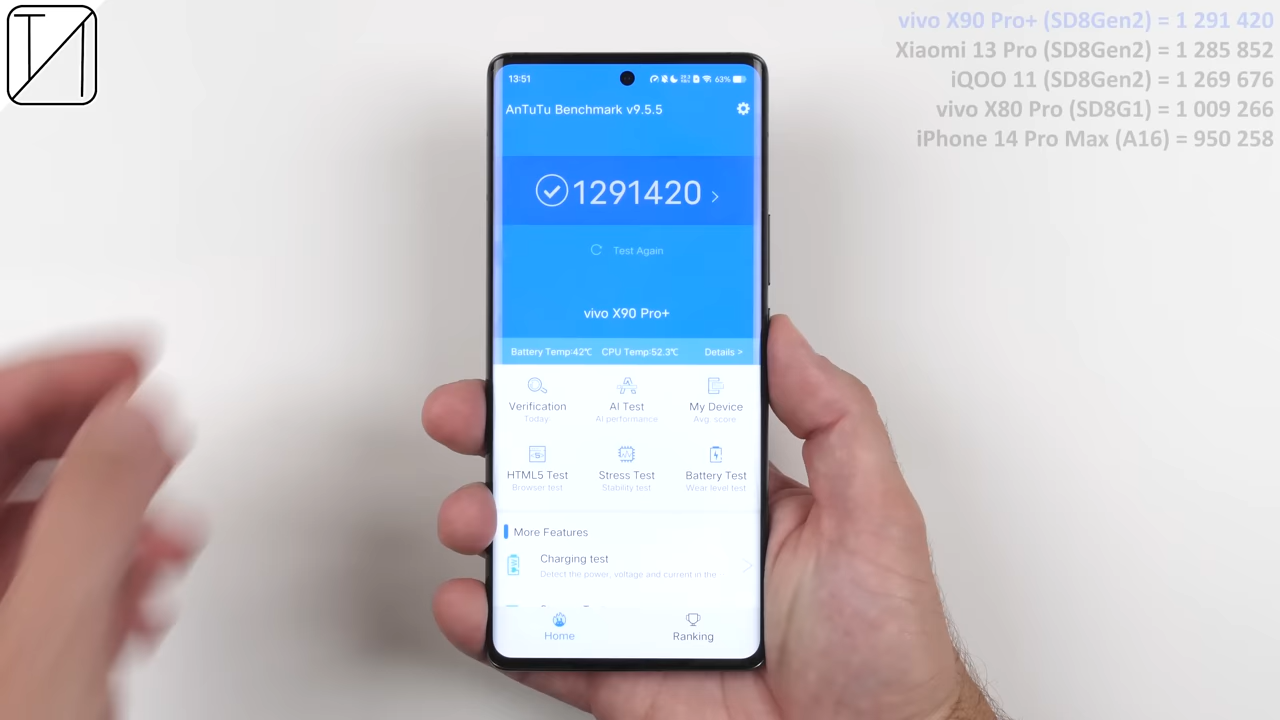 vivo X90 Pro+ (SD8Gen2) = 1 291 420
Xiaomi 13 Pro (SD8Gen2) = 1 285 852
iQOO 11 (SD8Gen2) = 1 269 676
vivo X80 Pro (SD8G1) = 1 009 266
iPhone 14 Pro Max (A16) = 950 258
13:51 63%
AnTuTu Benchmark v9.5.5
1291420
Test Again
vivo X90 Pro+
Battery Temp:42℃ CPU Temp:52.3℃ Details >
Verification AI Test My Device
Today AI performance Avg. score
HTML5 Test Stress Test Battery Test
Browser test Stability test Wear level test
More Features
Charging test
Detect the power, voltage and current in the
Home Ranking